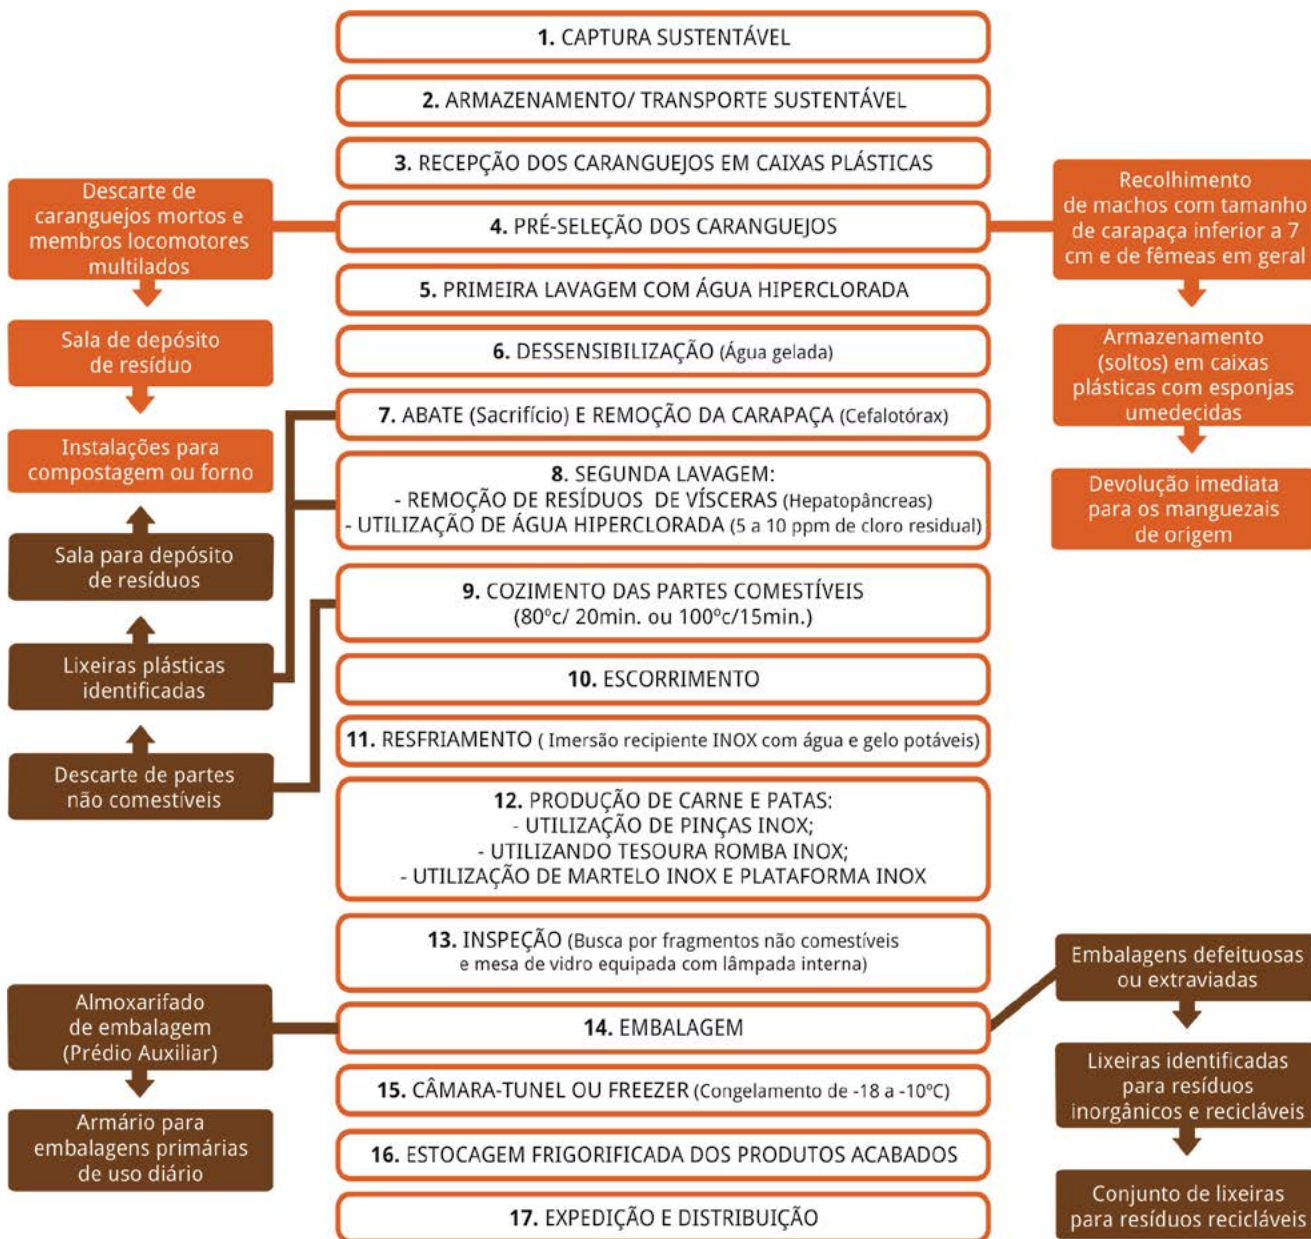 1. CAPTURA SUSTENTÁVEL
2. ARMAZENAMENTO/ TRANSPORTE SUSTENTÁVEL
3. RECEPÇÃO DOS CARANGUEJOS EM CAIXAS PLÁSTICAS
4. PRÉ-SELEÇÃO DOS CARANGUEJOS
Descarte de
caranguejos mortos e
membros locomotores
multilados
Sala de depósito
de resíduo
Instalações para
compostagem ou forno
Recolhimento
de machos com tamanho
de carapaça inferior a 7
cm e de fêmeas em geral
Armazenamento
(soltos) em caixas
plásticas com esponjas
umedecidas
Devolução imediata
para os manguezais
de origem
5. PRIMEIRA LAVAGEM COM ÁGUA HIPERCLORADA
6. DESSENSIBILIZAÇÃO (Água gelada)
7. ABATE (Sacrifício) E REMOÇÃO DA CARAPAÇA (Cefalotórax)
8. SEGUNDA LAVAGEM:
- REMOÇÃO DE RESÍDUOS DE VÍSCERAS (Hepatopâncreas)
- UTILIZAÇÃO DE ÁGUA HIPERCLORADA (5 a 10 ppm de cloro residual)
Sala para depósito
de resíduos
Lixeiras plásticas
identificadas
Descarte de partes
não comestíveis
9. COZIMENTO DAS PARTES COMESTÍVEIS
(80ºc/ 20min. ou 100ºc/15min.)
10. ESCORRIMENTO
11. RESFRIAMENTO ( Imersão recipiente INOX com água e gelo potáveis)
12. PRODUÇÃO DE CARNE E PATAS:
- UTILIZAÇÃO DE PINÇAS INOX;
- UTILIZANDO TESOURA ROMBA INOX;
- UTILIZAÇÃO DE MARTELO INOX E PLATAFORMA INOX
13. INSPEÇÃO (Busca por fragmentos não comestíveis
e mesa de vidro equipada com lâmpada interna)
14. EMBALAGEM
Almoxarifado
de embalagem
(Prédio Auxiliar)
Armário para
embalagens primárias
de uso diário
Embalagens defeituosas
ou extraviadas
Lixeiras identificadas
para resíduos
inorgânicos e recicláveis
Conjunto de lixeiras
para resíduos recicláveis
15. CÂMARA-TUNEL OU FREEZER (Congelamento de -18 a -10ºC)
16. ESTOCAGEM FRIGORIFICADA DOS PRODUTOS ACABADOS
17. EXPEDIÇÃO E DISTRIBUIÇÃO